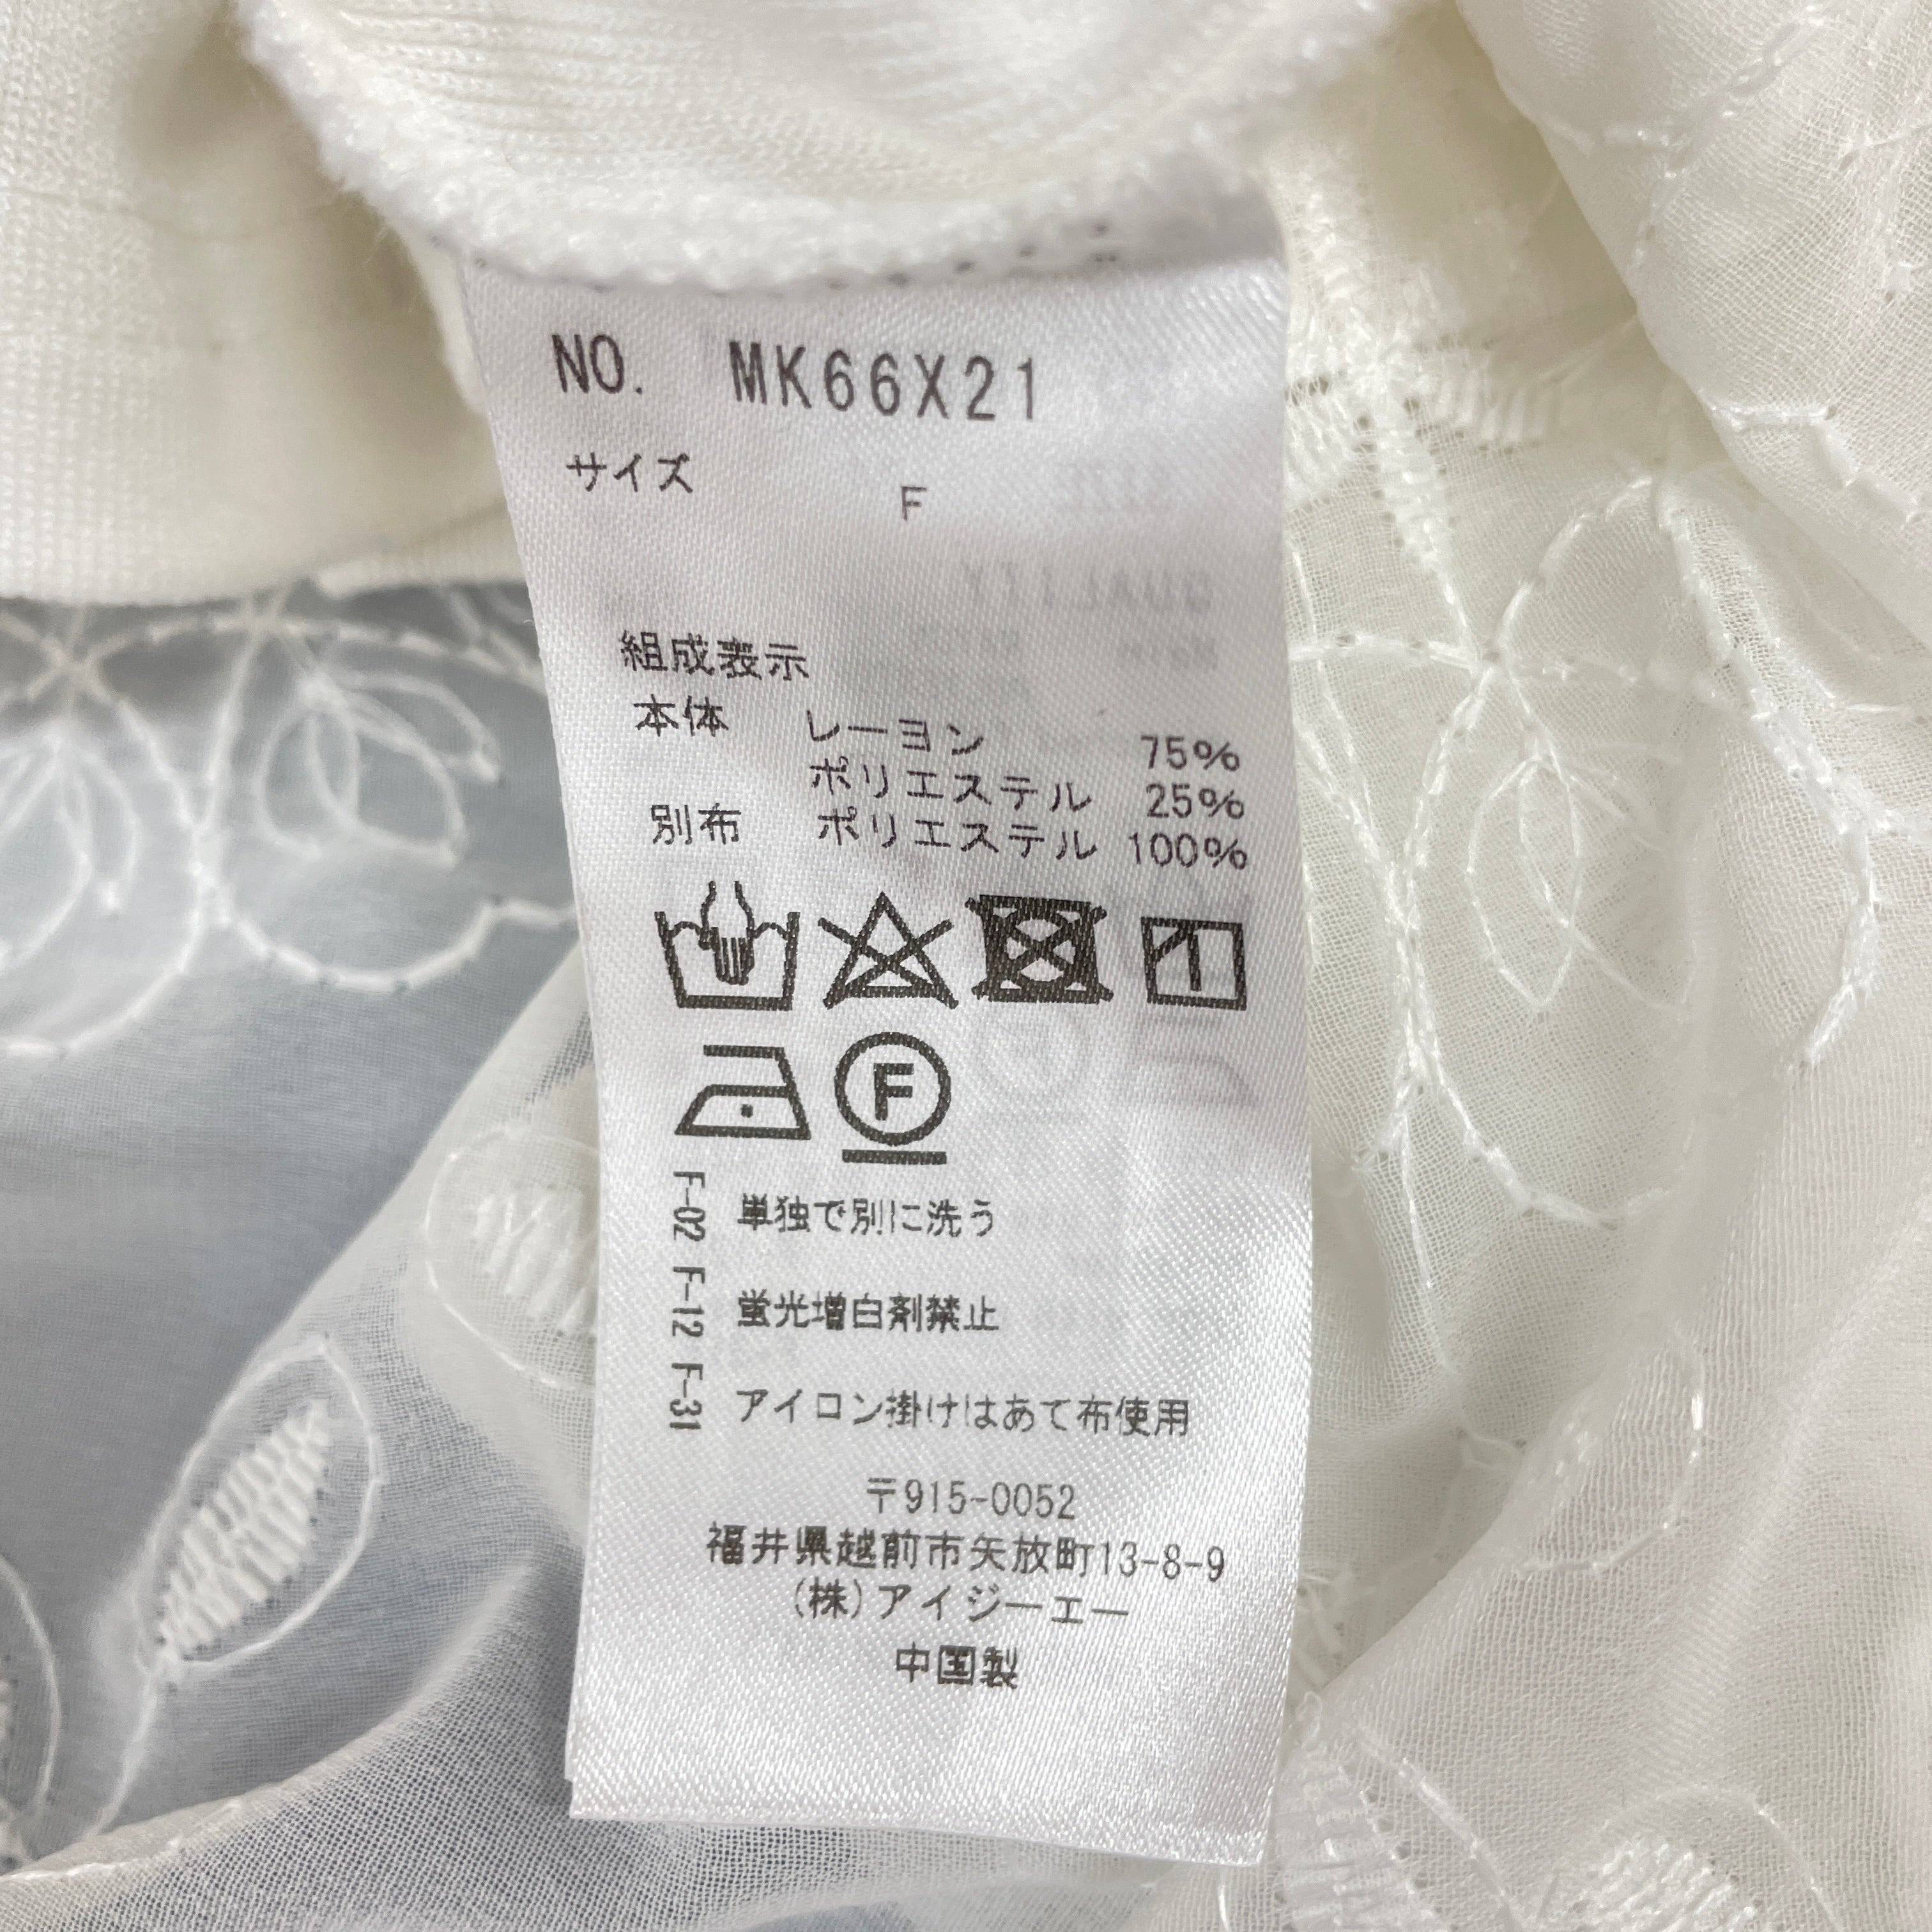 NO. MK66X21
サイズ F
組成表示
本体 レーヨン 75%
ポリエステル 25%
別布 ポリエステル 100%
F
F-02 単独で別に洗う
F-12 蛍光増白剤禁止
F-31 アイロン掛けはあて布使用
〒915-0052
福井県越前市矢放町13-8-9
(株)アイジーエー
中国製